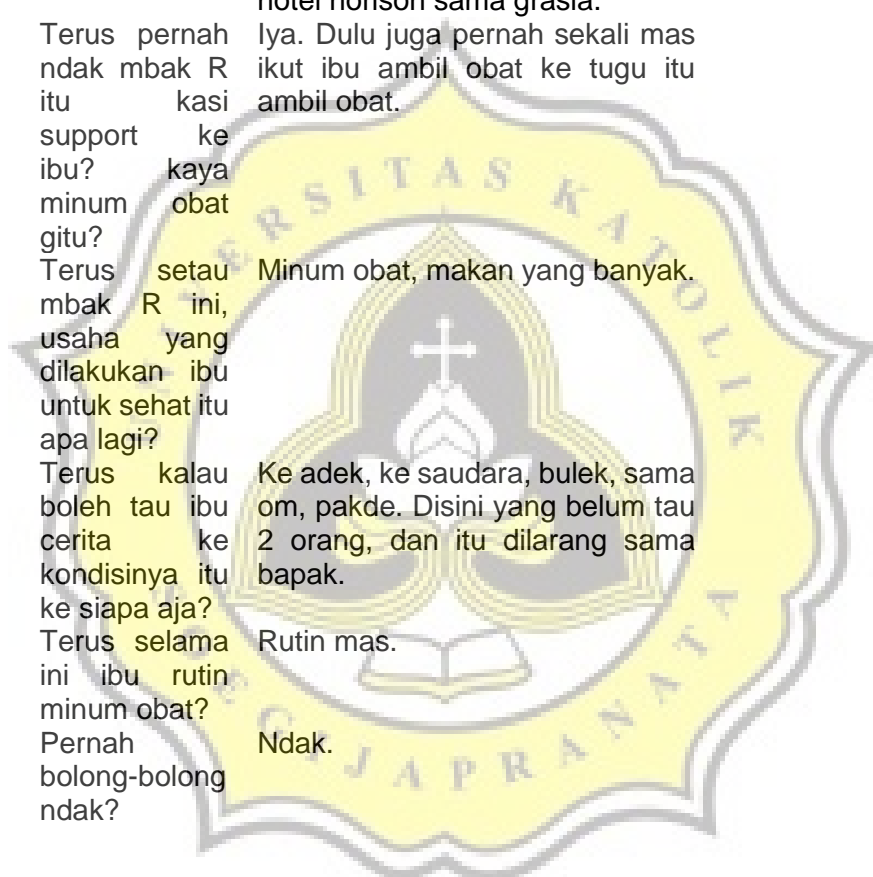 hotel horison sama grasia.
Terus pernah
ndak mbak R
itu kasi
support ke
ibu? kaya
minum obat
gitu?
Iya. Dulu juga pernah sekali mas
ikut ibu ambil obat ke tugu itu
ambil obat.
Terus setau
mbak R ini,
usaha yang
dilakukan ibu
untuk sehat itu
apa lagi?
Minum obat, makan yang banyak.
Terus kalau
boleh tau ibu
cerita ke
kondisinya itu
ke siapa aja?
Ke adek, ke saudara, bulek, sama
om, pakde. Disini yang belum tau
2 orang, dan itu dilarang sama
bapak.
Terus selama
ini ibu rutin
minum obat?
Rutin mas.
Pernah
bolong-bolong
ndak?
Ndak.
UNIVERSITAS KATOLIK
SOEGIJAPRANATA